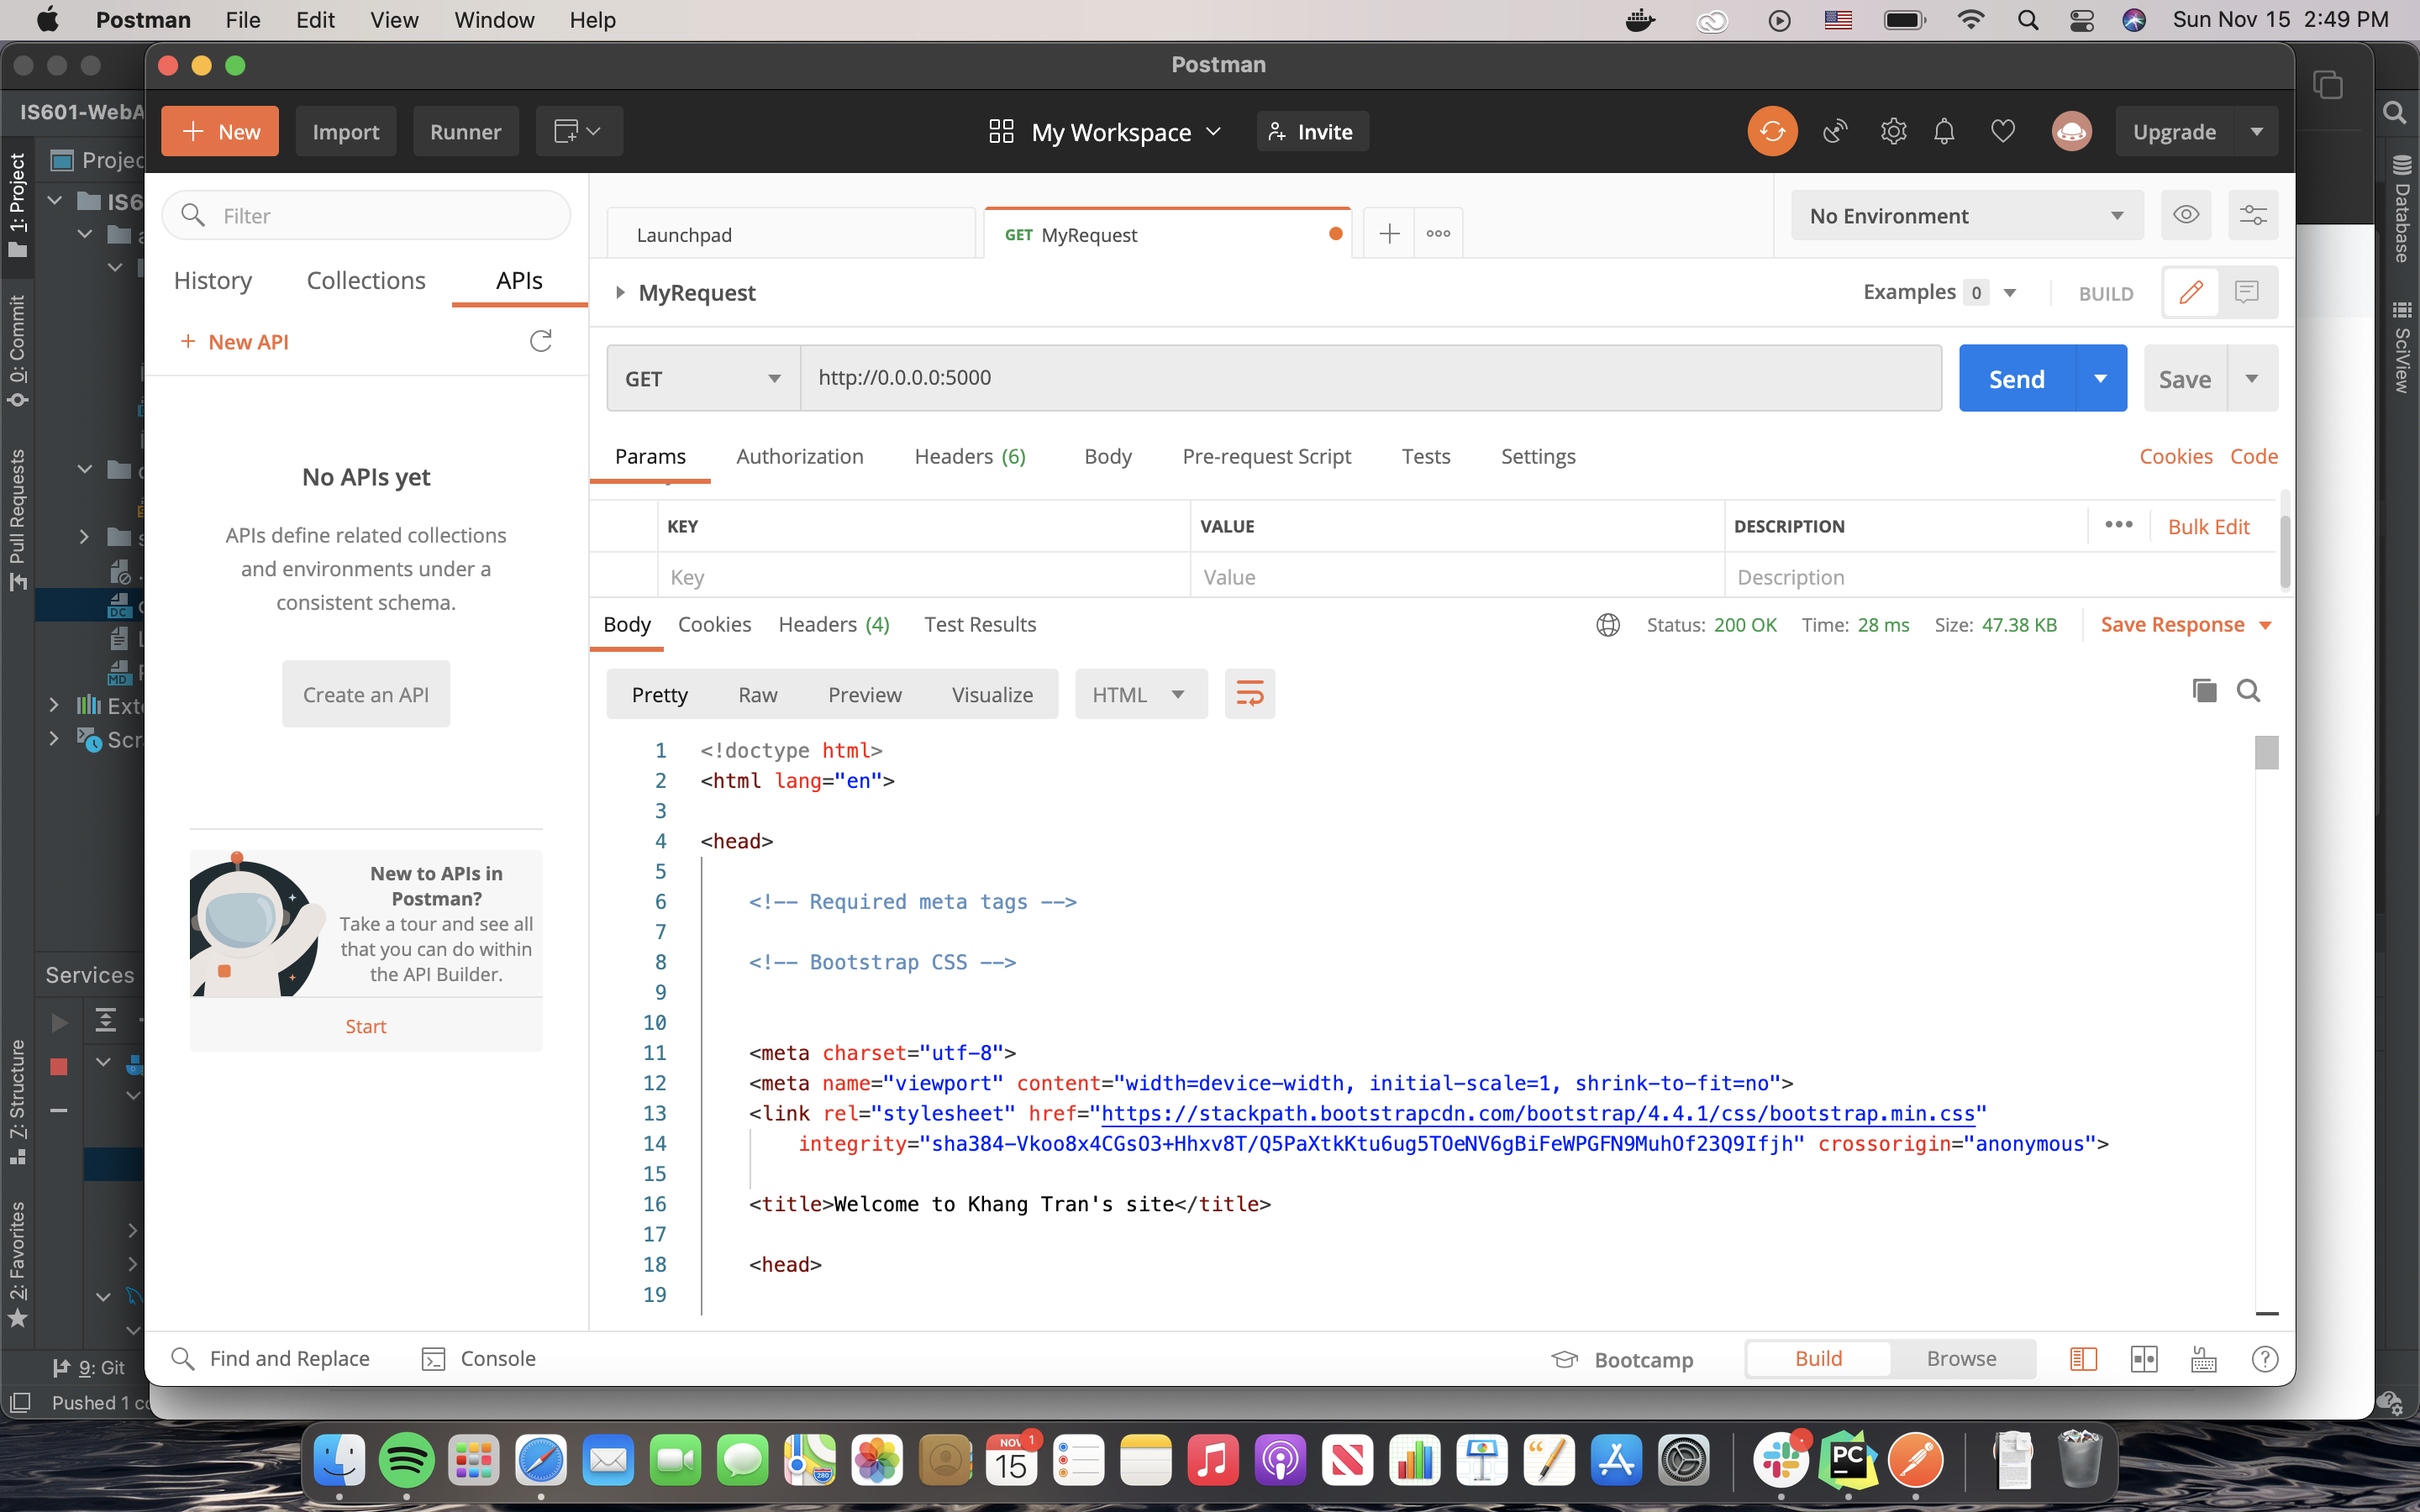 Postman File Edit View Window Help Sun Nov 15 2:49 PM
Postman
IS601-WebA
New Import Runner My Workspace Invite Upgrade
1: Project
0: Commit
Pull Requests
7: Structure
2: Favorites
Database
SciView
Projec
IS6
Exte
Scr
DC
MD
Services
9: Git
Pushed 1 co
Filter
History Collections APIs
+ New API
No APIs yet
APIs define related collections
and environments under a
consistent schema.
Create an API
New to APIs in
Postman?
Take a tour and see all
that you can do within
the API Builder.
Start
Launchpad GET MyRequest No Environment
MyRequest Examples 0 BUILD
GET http://0.0.0.0:5000 Send Save
Params Authorization Headers (6) Body Pre-request Script Tests Settings Cookies Code
KEY VALUE DESCRIPTION Bulk Edit
Key Value Description
Body Cookies Headers (4) Test Results Status: 200 OK Time: 28 ms Size: 47.38 KB Save Response
Pretty Raw Preview Visualize HTML
1 <!doctype html>
2 <html lang="en">
3
4 <head>
5
6 <!-- Required meta tags -->
7
8 <!-- Bootstrap CSS -->
9
10
11 <meta charset="utf-8">
12 <meta name="viewport" content="width=device-width, initial-scale=1, shrink-to-fit=no">
13 <link rel="stylesheet" href="https://stackpath.bootstrapcdn.com/bootstrap/4.4.1/css/bootstrap.min.css"
14 integrity="sha384-Vkoo8x4CGsO3+Hhxv8T/Q5PaXtkKtu6ug5TOeNV6gBiFeWPGFN9MuhOf23Q9Ifjh" crossorigin="anonymous">
15
16 <title>Welcome to Khang Tran's site</title>
17
18 <head>
19
Find and Replace Console Bootcamp Build Browse
NOV 1
15
280
PC